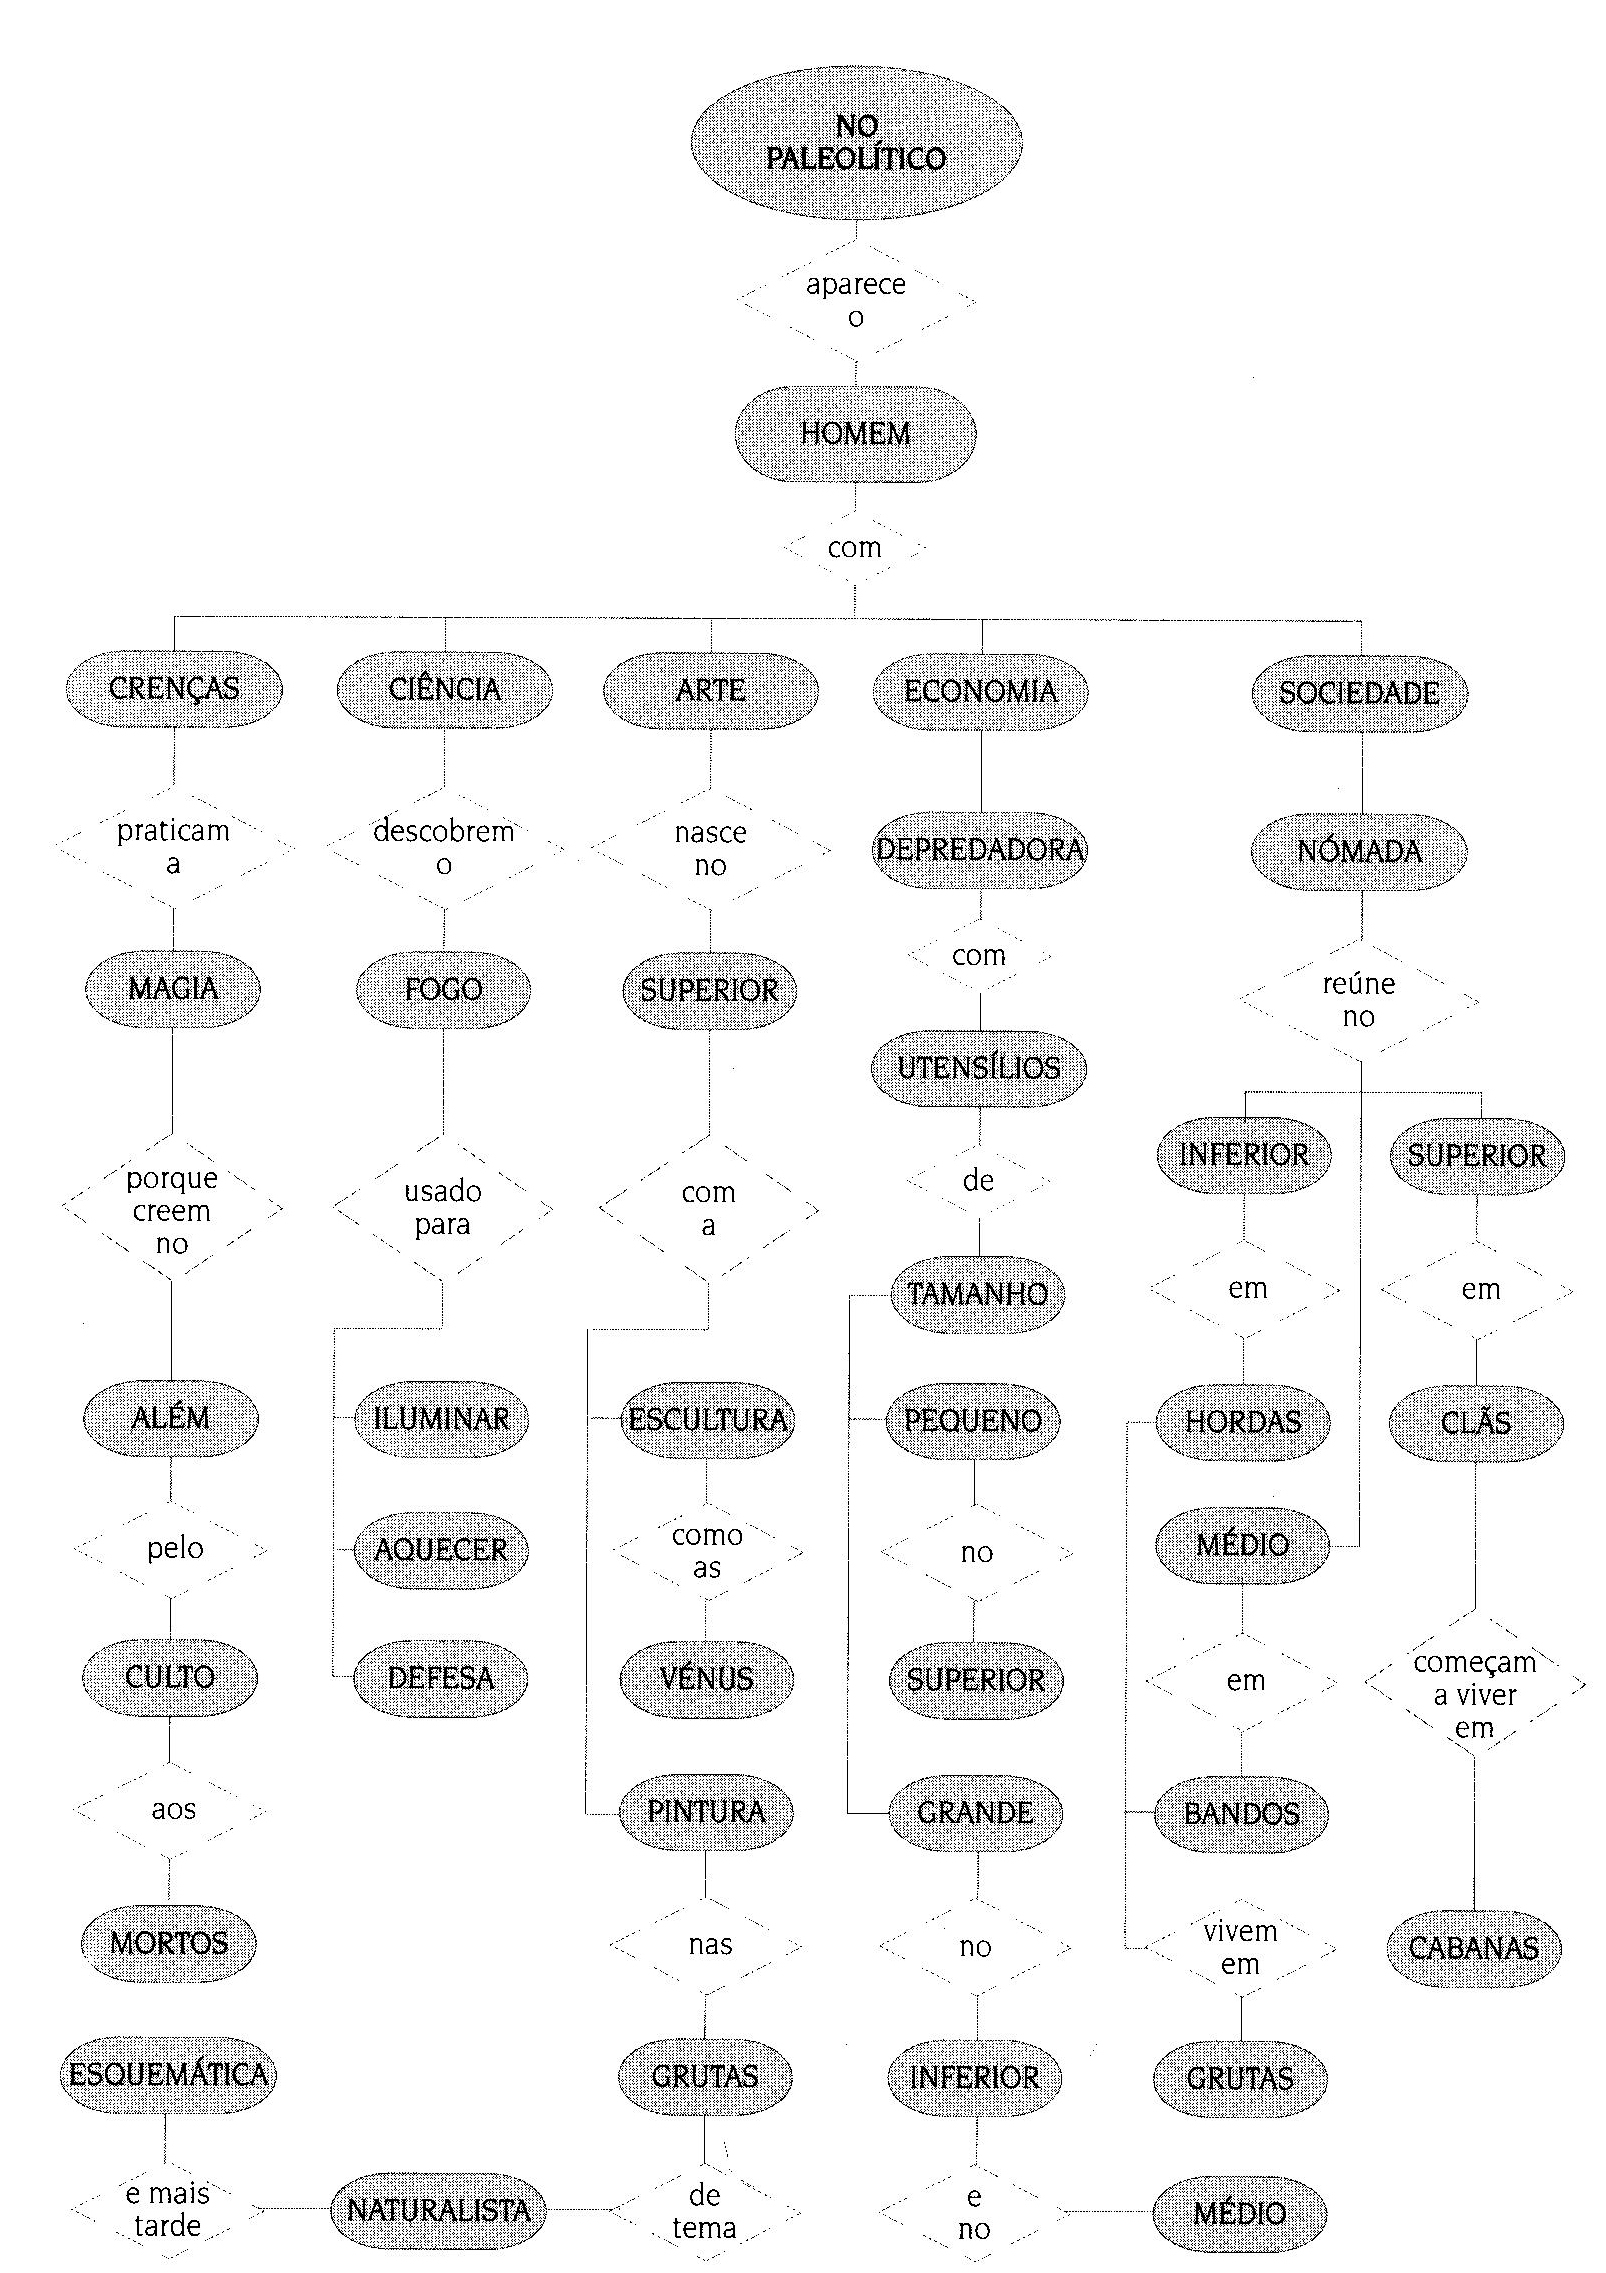 NO
PALEOLÍTICO
aparece
o
HOMEM
com
CRENÇAS
CIÊNCIA
ARTE
ECONOMIA
SOCIEDADE
praticam
a
descobrem
o
nasce
no
DEPREDADORA
NÓMADA
com
MAGIA
FOGO
SUPERIOR
reúne
no
UTENSÍLIOS
INFERIOR
SUPERIOR
porque
creem
no
usado
para
com
a
de
em
em
TAMANHO
ALÉM
ILUMINAR
ESCULTURA
PEQUENO
HORDAS
CLÃS
pelo
AQUECER
como
as
no
MÉDIO
CULTO
DEFESA
VÉNUS
SUPERIOR
em
começam
a viver
em
aos
PINTURA
GRANDE
BANDOS
MORTOS
nas
no
vivem
em
CABANAS
ESQUEMÁTICA
GRUTAS
INFERIOR
GRUTAS
e mais
tarde
NATURALISTA
de
tema
e
no
MÉDIO